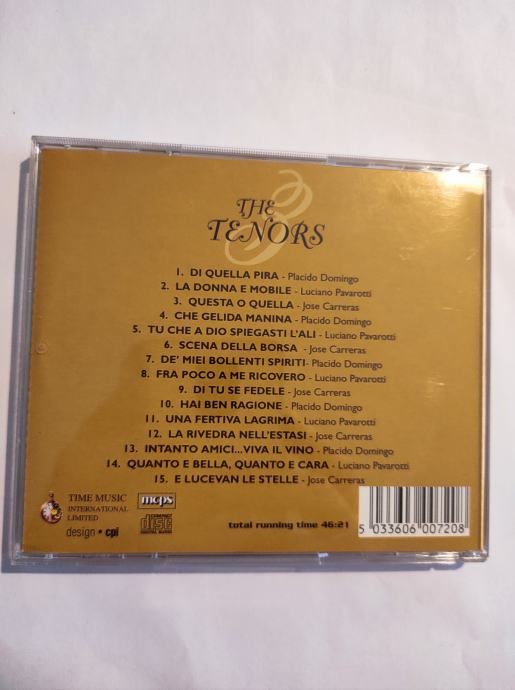 THE
3
TENORS
1. DI QUELLA PIRA - Placido Domingo
2. LA DONNA E MOBILE - Luciano Pavarotti
3. QUESTA O QUELLA - Jose Carreras
4. CHE GELIDA MANINA - Placido Domingo
5. TU CHE A DIO SPIEGASTI L'ALI - Luciano Pavarotti
6. SCENA DELLA BORSA - Jose Carreras
7. DE' MIEI BOLLENTI SPIRITI - Placido Domingo
8. FRA POCO A ME RICOVERO - Luciano Pavarotti
9. DI TU SE FEDELE - Jose Carreras
10. HAI BEN RAGIONE - Placido Domingo
11. UNA FERTIVA LAGRIMA - Luciano Pavarotti
12. LA RIVEDRA NELL'ESTASI - Jose Carreras
13. INTANTO AMICI...VIVA IL VINO - Placido Domingo
14. QUANTO E BELLA, QUANTO E CARA - Luciano Pavarotti
15. E LUCEVAN LE STELLE - Jose Carreras
TIME MUSIC
INTERNATIONAL
LIMITED
design • cpi
mcps
COMPACT
disc
DIGITAL AUDIO
total running time 46:21
5 033606 007208